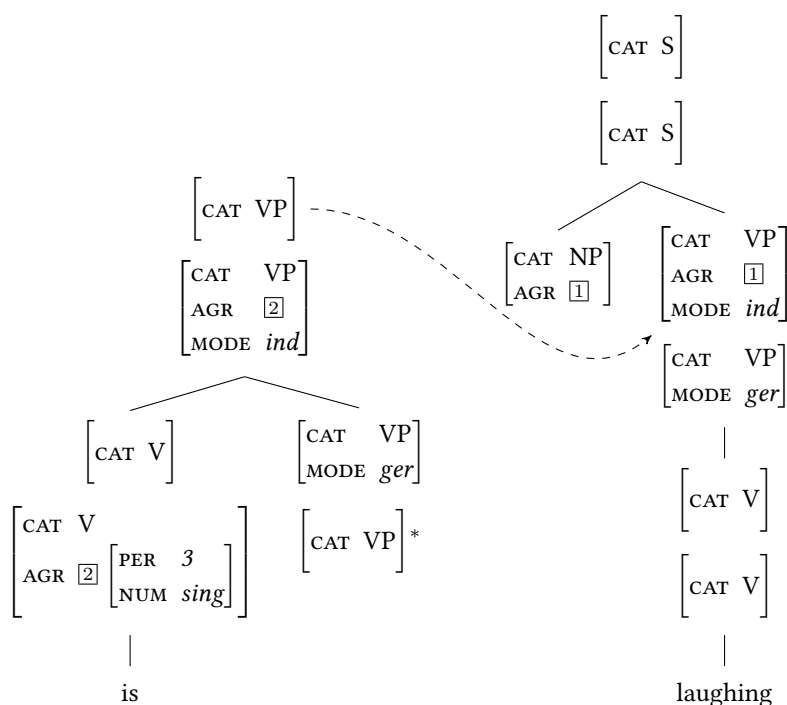 CAT S
CAT S
CAT NP
AGR 1
CAT VP
AGR 1
MODE ind
CAT VP
MODE ger
CAT V
CAT V
laughing
CAT VP
CAT VP
AGR 2
MODE ind
CAT V
CAT V
AGR 2 PER 3
NUM sing
is
CAT VP
MODE ger
CAT VP *